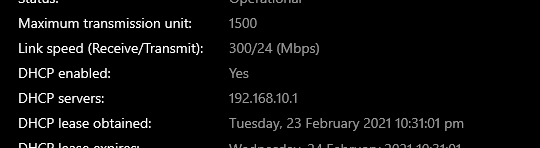 Status: Operational
Maximum transmission unit: 1500
Link speed (Receive/Transmit): 300/24 (Mbps)
DHCP enabled: Yes
DHCP servers: 192.168.10.1
DHCP lease obtained: Tuesday, 23 February 2021 10:31:01 pm
DHCP lease expires: Wednesday, 24 February 2021 10:31:01